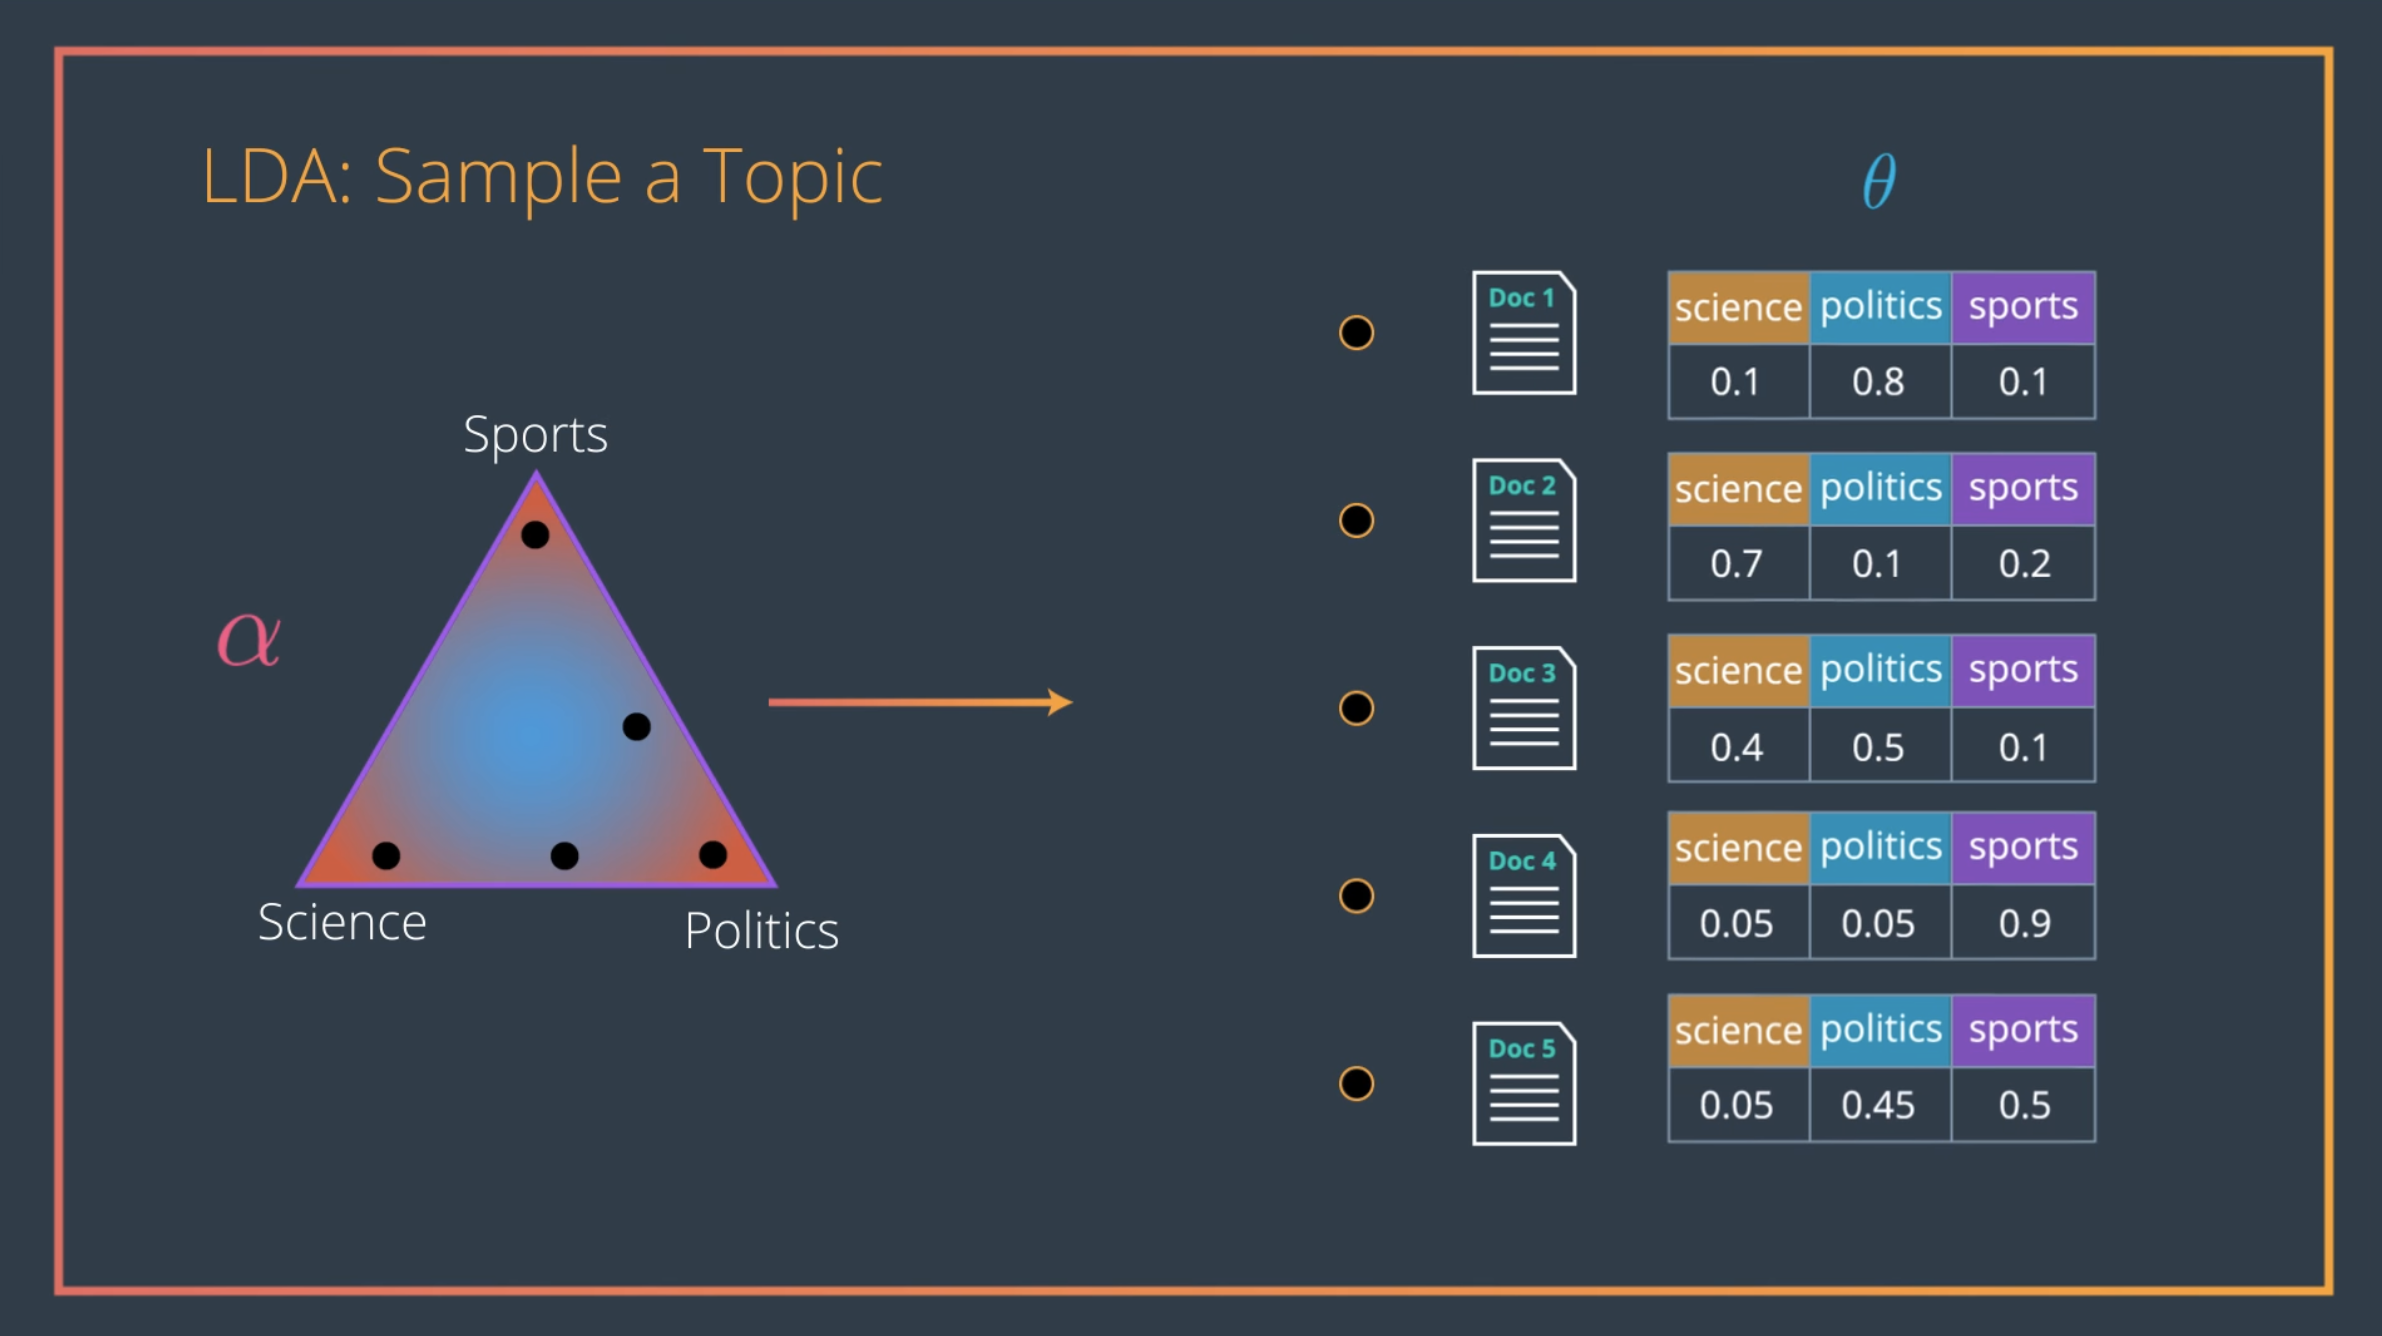 LDA: Sample a Topic
θ
Sports
α
Science
Politics
Doc 1
science politics sports
0.1 0.8 0.1
Doc 2
science politics sports
0.7 0.1 0.2
Doc 3
science politics sports
0.4 0.5 0.1
Doc 4
science politics sports
0.05 0.05 0.9
Doc 5
science politics sports
0.05 0.45 0.5